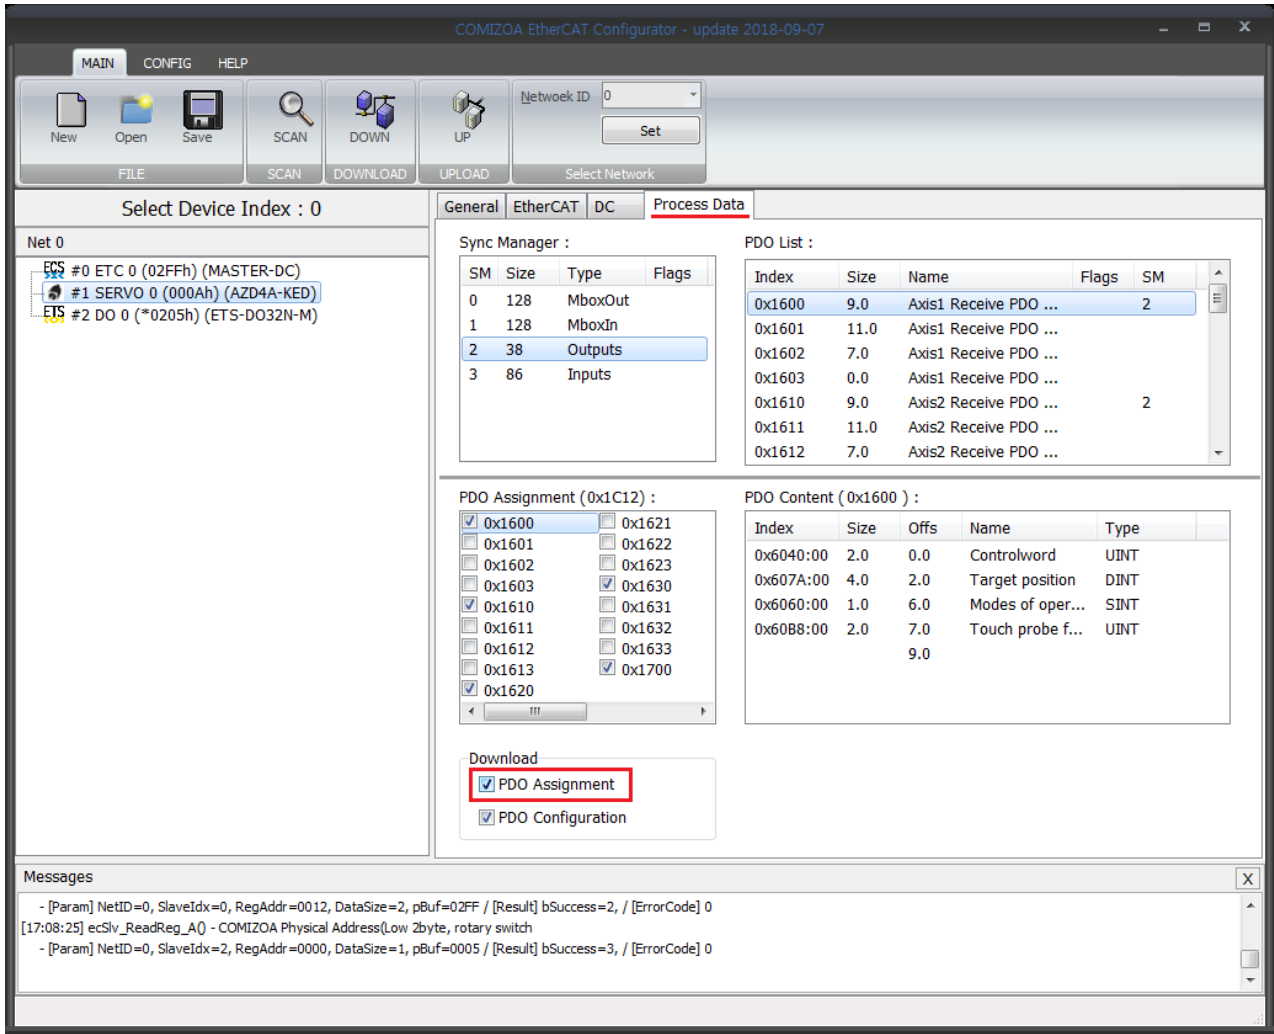 COMIZOA EtherCAT Configurator - update 2018-09-07
MAIN CONFIG HELP
New Open Save SCAN DOWN UP Netwoek ID 0
Set
FILE SCAN DOWNLOAD UPLOAD Select Network
Select Device Index : 0
Net 0
ECS #0 ETC 0 (02FFh) (MASTER-DC)
#1 SERVO 0 (000Ah) (AZD4A-KED)
ETS #2 DO 0 (*0205h) (ETS-DO32N-M)
General EtherCAT DC Process Data
Sync Manager :
SM Size Type Flags
0 128 MboxOut
1 128 MboxIn
2 38 Outputs
3 86 Inputs
PDO List :
Index Size Name Flags SM
0x1600 9.0 Axis1 Receive PDO ... 2
0x1601 11.0 Axis1 Receive PDO ...
0x1602 7.0 Axis1 Receive PDO ...
0x1603 0.0 Axis1 Receive PDO ...
0x1610 9.0 Axis2 Receive PDO ... 2
0x1611 11.0 Axis2 Receive PDO ...
0x1612 7.0 Axis2 Receive PDO ...
PDO Assignment (0x1C12) :
0x1600 0x1621
0x1601 0x1622
0x1602 0x1623
0x1603 0x1630
0x1610 0x1631
0x1611 0x1632
0x1612 0x1633
0x1613 0x1700
0x1620
PDO Content ( 0x1600 ) :
Index Size Offs Name Type
0x6040:00 2.0 0.0 Controlword UINT
0x607A:00 4.0 2.0 Target position DINT
0x6060:00 1.0 6.0 Modes of oper... SINT
0x60B8:00 2.0 7.0 Touch probe f... UINT
9.0
Download
PDO Assignment
PDO Configuration
Messages X
- [Param] NetID=0, SlaveIdx=0, RegAddr=0012, DataSize=2, pBuf=02FF / [Result] bSuccess=2, / [ErrorCode] 0
[17:08:25] ecSlv_ReadReg_A() - COMIZOA Physical Address(Low 2byte, rotary switch
- [Param] NetID=0, SlaveIdx=2, RegAddr=0000, DataSize=1, pBuf=0005 / [Result] bSuccess=3, / [ErrorCode] 0